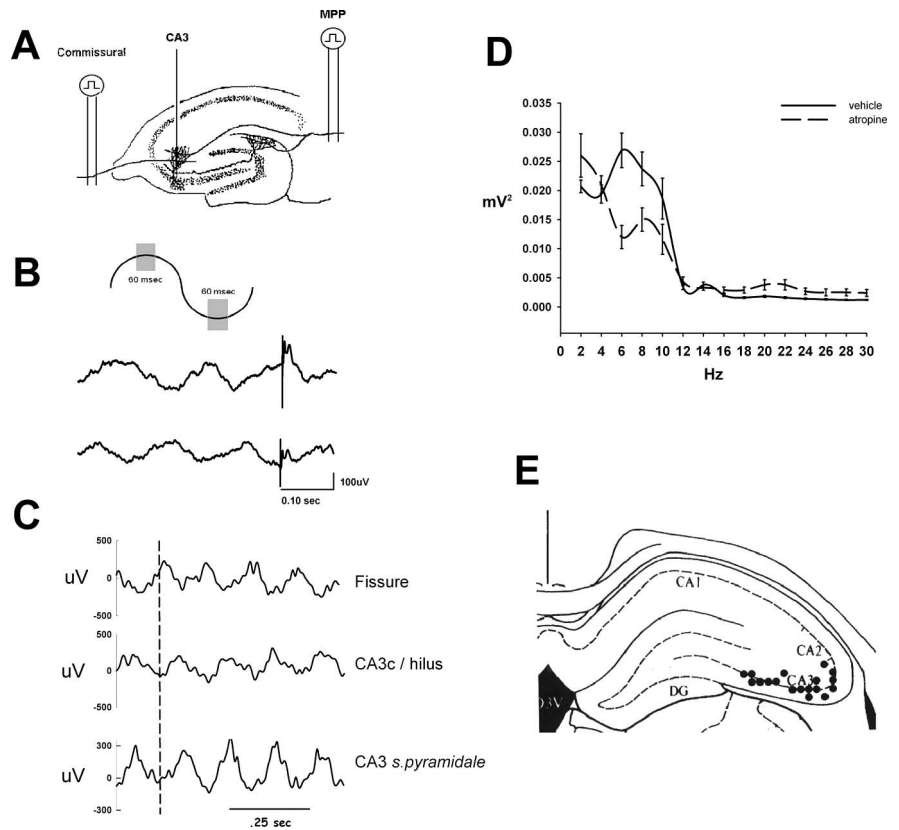 A
Commissural
CA3
MPP
B
60 msec
60 msec
100uV
0.10 sec
C
500
uV 0
-500
Fissure
500
uV 0
-500
CA3c / hilus
300
uV 0
-300
CA3 s.pyramidale
.25 sec
D
vehicle
atropine
0.035
0.030
0.025
mV²
0.020
0.015
0.010
0.005
0.000
0 2 4 6 8 10 12 14 16 18 20 22 24 26 28 30
Hz
E
CA1
CA2
CA3
DG
D3V